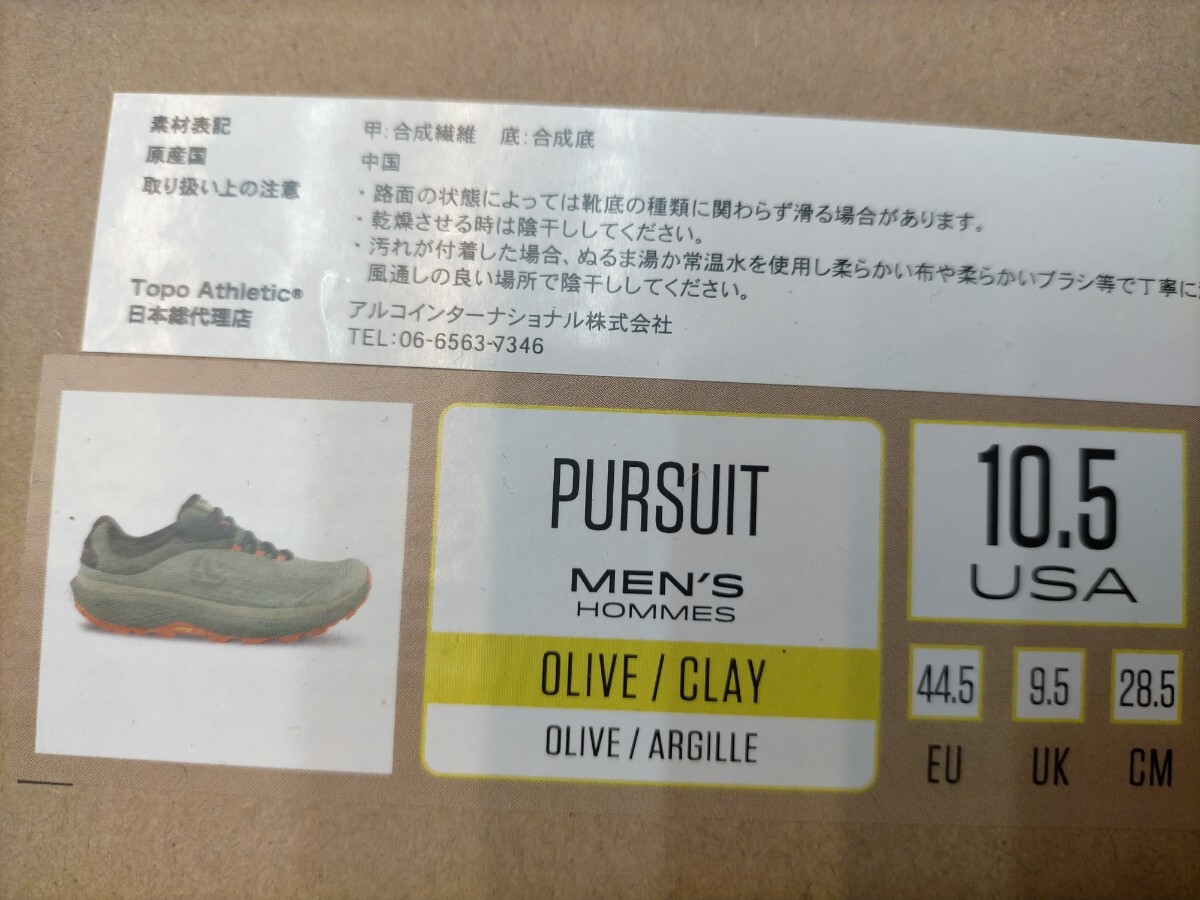 素材表記 甲:合成繊維 底:合成底
原産国 中国
取り扱い上の注意 ・路面の状態によっては靴底の種類に関わらず滑る場合があります。
・乾燥させる時は陰干ししてください。
・汚れが付着した場合、ぬるま湯か常温水を使用し柔らかい布や柔らかいブラシ等で丁寧に
風通しの良い場所で陰干ししてください。
Topo Athletic® アルコインターナショナル株式会社
日本総代理店 TEL:06-6563-7346
PURSUIT
MEN'S
HOMMES
OLIVE / CLAY
OLIVE / ARGILLE
10.5
USA
44.5 9.5 28.5
EU UK CM